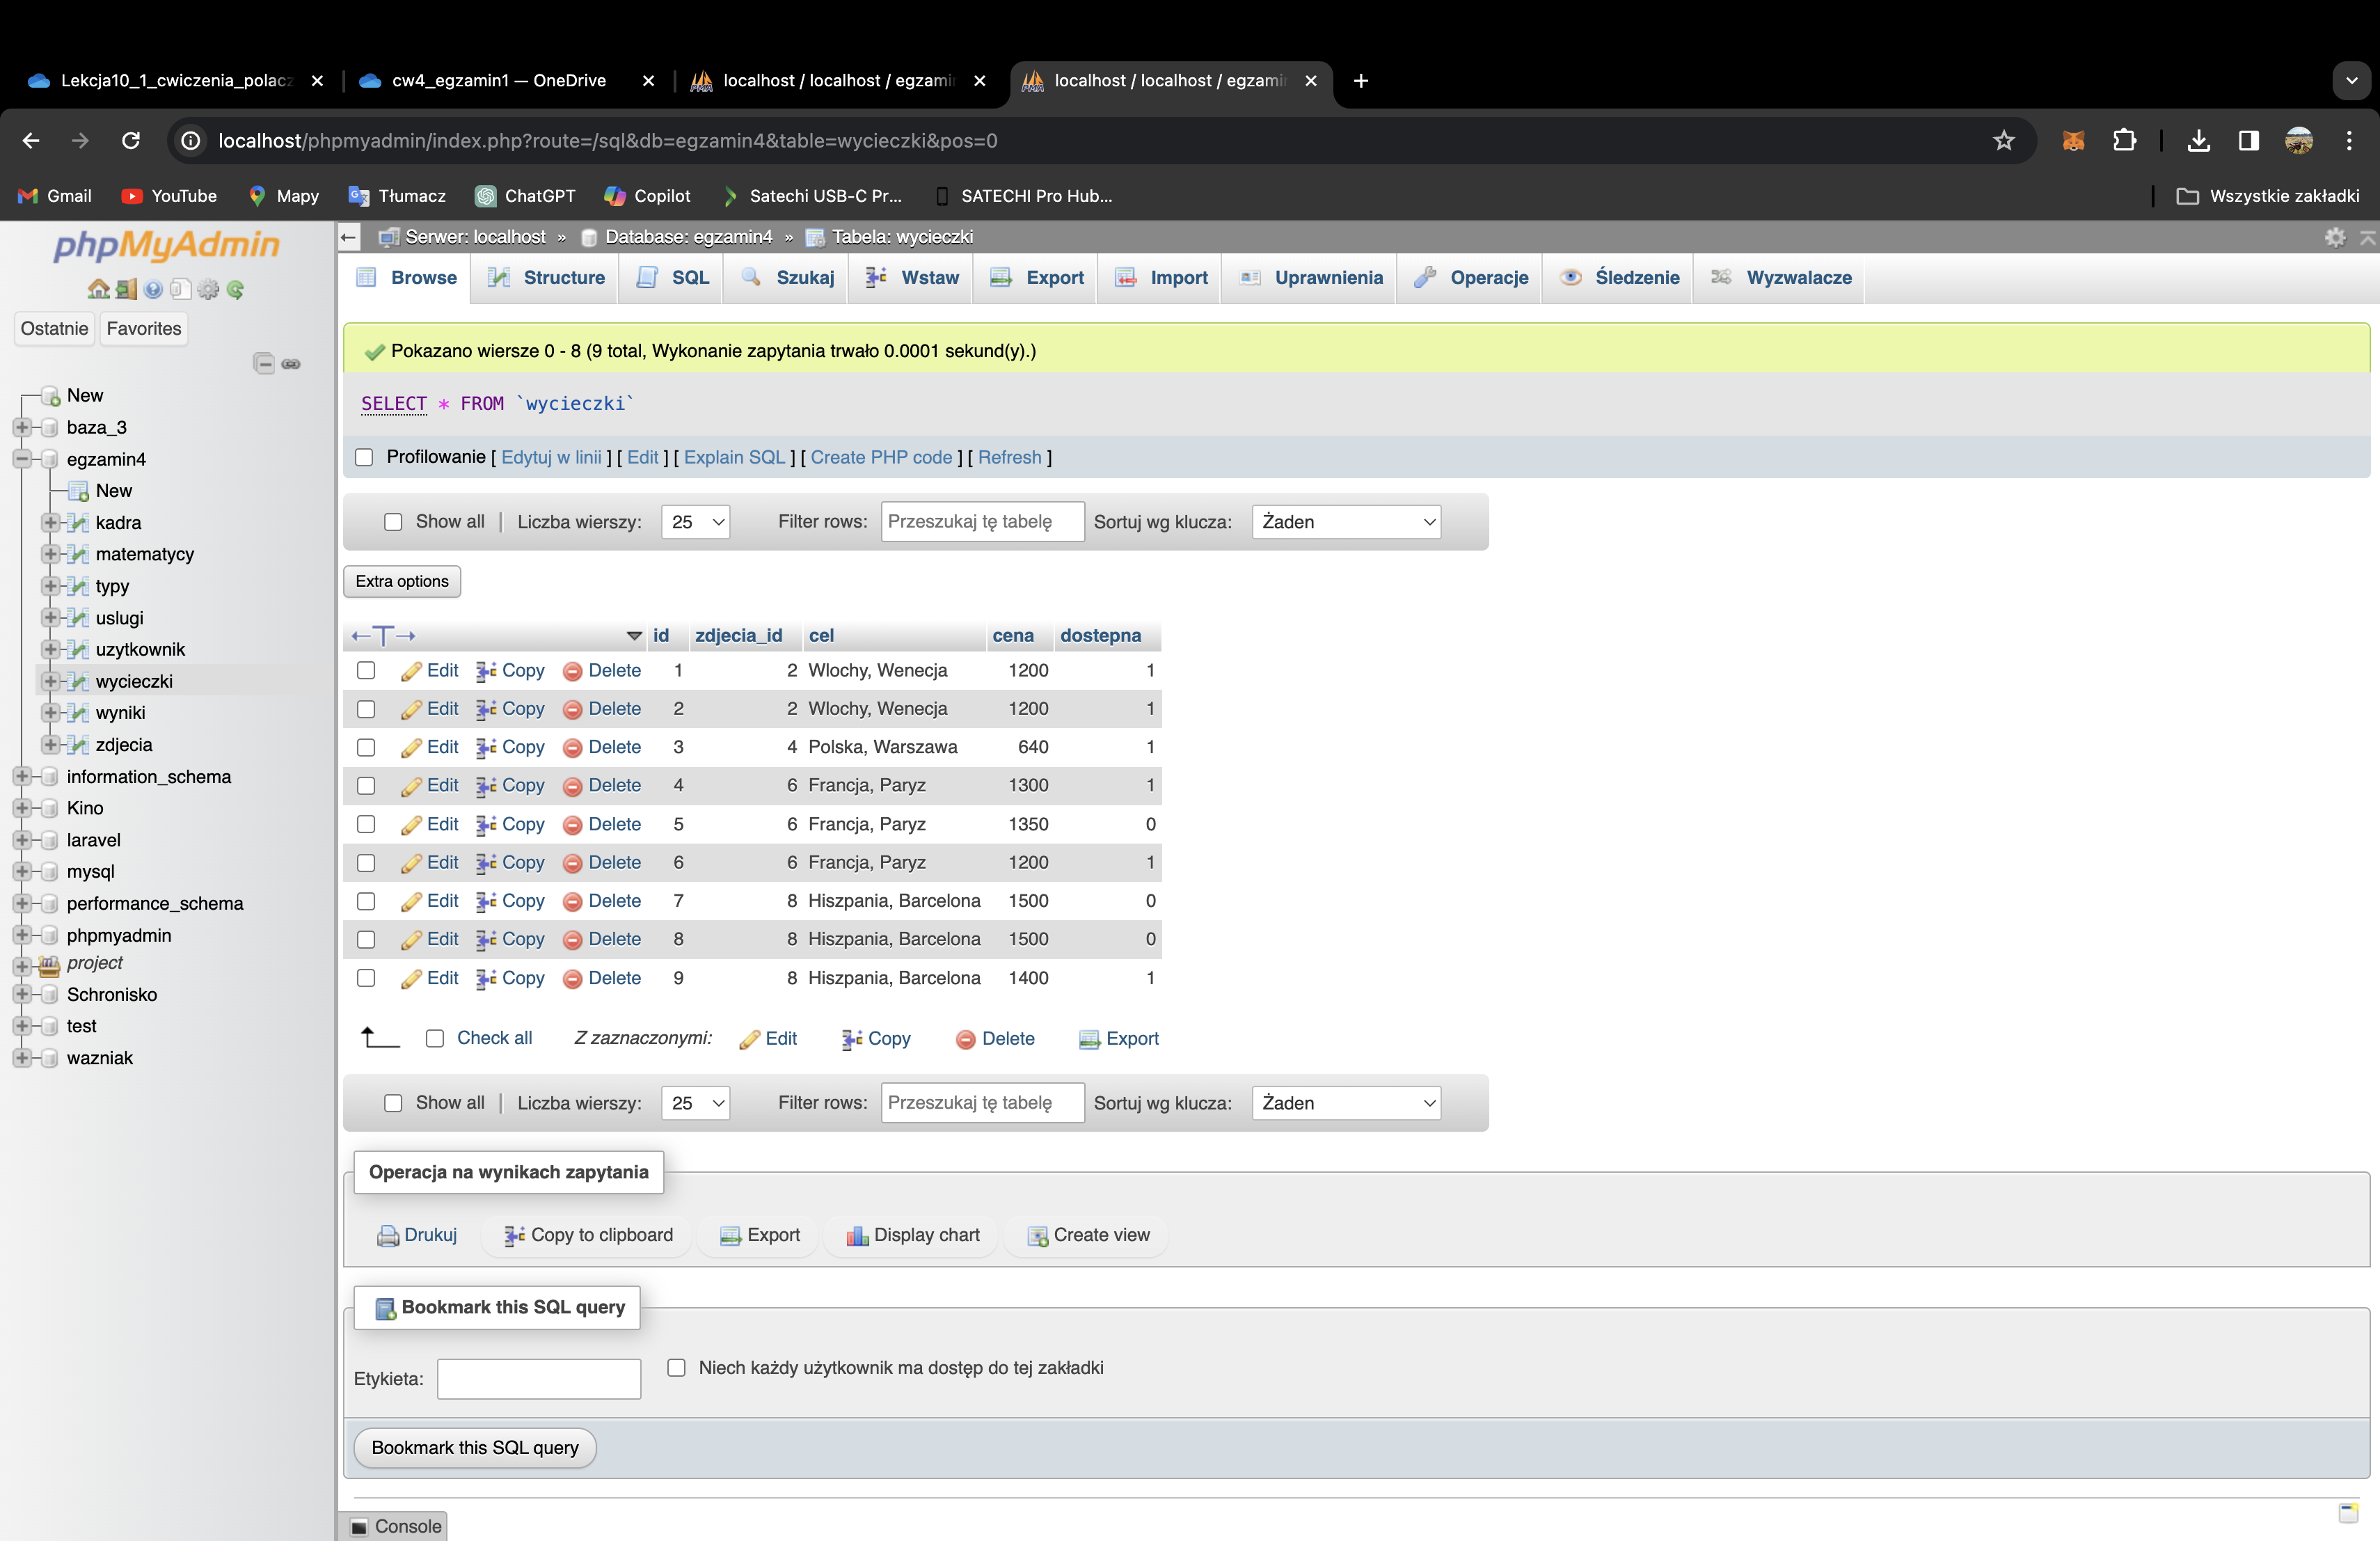 Lekcja10_1_cwiczenia_polacz
cw4_egzamin1 — OneDrive
localhost / localhost / egzamin
localhost / localhost / egzamin
localhost/phpmyadmin/index.php?route=/sql&db=egzamin4&table=wycieczki&pos=0
Gmail YouTube Mapy Tłumacz ChatGPT Copilot Satechi USB-C Pr... SATECHI Pro Hub... Wszystkie zakładki
phpMyAdmin
Ostatnie Favorites
New
baza_3
egzamin4
New
kadra
matematycy
typy
uslugi
uzytkownik
wycieczki
wyniki
zdjecia
information_schema
Kino
laravel
mysql
performance_schema
phpmyadmin
project
Schronisko
test
wazniak
Serwer: localhost » Database: egzamin4 » Tabela: wycieczki
Browse Structure SQL Szukaj Wstaw Export Import Uprawnienia Operacje Śledzenie Wyzwalacze
Pokazano wiersze 0 - 8 (9 total, Wykonanie zapytania trwało 0.0001 sekund(y).)
SELECT * FROM `wycieczki`
Profilowanie [ Edytuj w linii ] [ Edit ] [ Explain SQL ] [ Create PHP code ] [ Refresh ]
Show all | Liczba wierszy: 25 Filter rows: Przeszukaj tę tabelę Sortuj wg klucza: Żaden
Extra options
←T→ id zdjecia_id cel cena dostepna
Edit Copy Delete 1 2 Wlochy, Wenecja 1200 1
Edit Copy Delete 2 2 Wlochy, Wenecja 1200 1
Edit Copy Delete 3 4 Polska, Warszawa 640 1
Edit Copy Delete 4 6 Francja, Paryz 1300 1
Edit Copy Delete 5 6 Francja, Paryz 1350 0
Edit Copy Delete 6 6 Francja, Paryz 1200 1
Edit Copy Delete 7 8 Hiszpania, Barcelona 1500 0
Edit Copy Delete 8 8 Hiszpania, Barcelona 1500 0
Edit Copy Delete 9 8 Hiszpania, Barcelona 1400 1
Check all Z zaznaczonymi: Edit Copy Delete Export
Show all | Liczba wierszy: 25 Filter rows: Przeszukaj tę tabelę Sortuj wg klucza: Żaden
Operacja na wynikach zapytania
Drukuj Copy to clipboard Export Display chart Create view
Bookmark this SQL query
Etykieta: Niech każdy użytkownik ma dostęp do tej zakładki
Bookmark this SQL query
Console